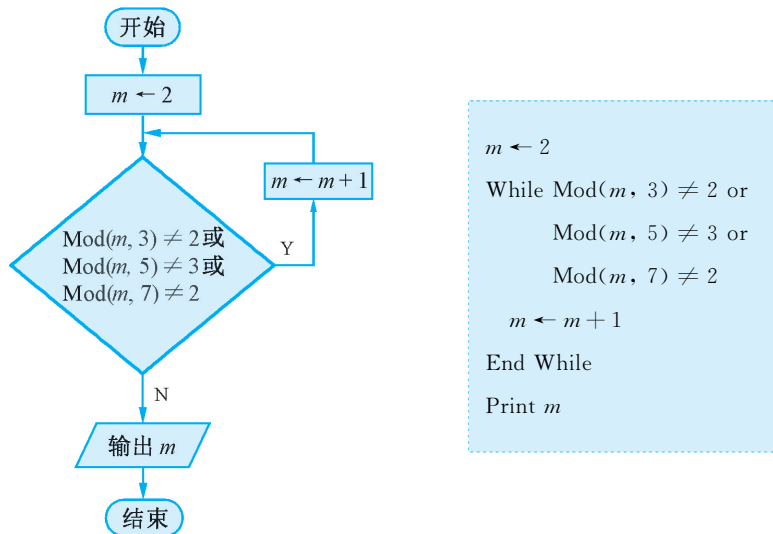 开始
m ← 2
m ← m + 1
Mod(m, 3) ≠ 2或
Mod(m, 5) ≠ 3或
Mod(m, 7) ≠ 2
Y
N
输出 m
结束
m ← 2
While Mod(m, 3) ≠ 2 or
Mod(m, 5) ≠ 3 or
Mod(m, 7) ≠ 2
m ← m + 1
End While
Print m